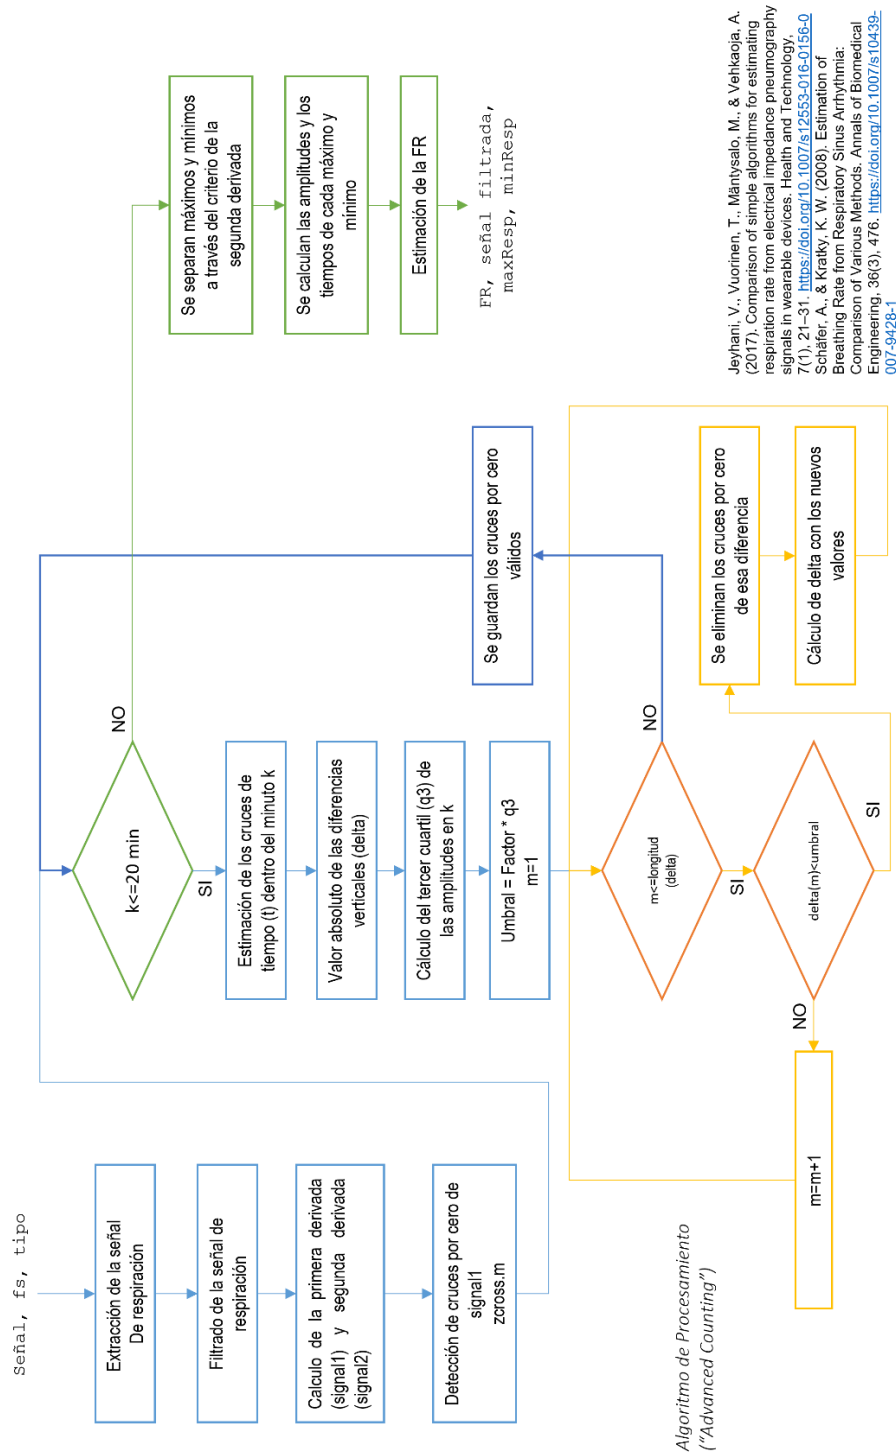 Señal, fs, tipo
Extracción de la señal
De respiración
Filtrado de la señal de
respiración
Calculo de la primera derivada
(signal1) y segunda derivada
(signal2)
Detección de cruces por cero de
signal1
zcross.m
k<=20 min
NO
SI
Estimación de los cruces de
tiempo (t) dentro del minuto k
Valor absoluto de las diferencias
verticales (delta)
Cálculo del tercer cuartil (q3) de
las amplitudes en k
Umbral = Factor * q3
m=1
Se guardan los cruces por cero
válidos
Se separan máximos y mínimos
a través del criterio de la
segunda derivada
Se calculan las amplitudes y los
tiempos de cada máximo y
mínimo
Estimación de la FR
FR, señal filtrada,
maxResp, minResp
Algoritmo de Procesamiento
("Advanced Counting")
m=m+1
m<=longitud
(delta)
NO
SI
delta(m)<umbral
NO
SI
Se eliminan los cruces por cero
de esa diferencia
Cálculo de delta con los nuevos
valores
Jeyhani, V., Vuorinen, T., Mäntysalo, M., & Vehkaoja, A.
(2017). Comparison of simple algorithms for estimating
respiration rate from electrical impedance pneumography
signals in wearable devices. Health and Technology,
7(1), 21–31. https://doi.org/10.1007/s12553-016-0156-0
Schäfer, A., & Kratky, K. W. (2008). Estimation of
Breathing Rate from Respiratory Sinus Arrhythmia:
Comparison of Various Methods. Annals of Biomedical
Engineering, 36(3), 476. https://doi.org/10.1007/s10439-
007-9428-1